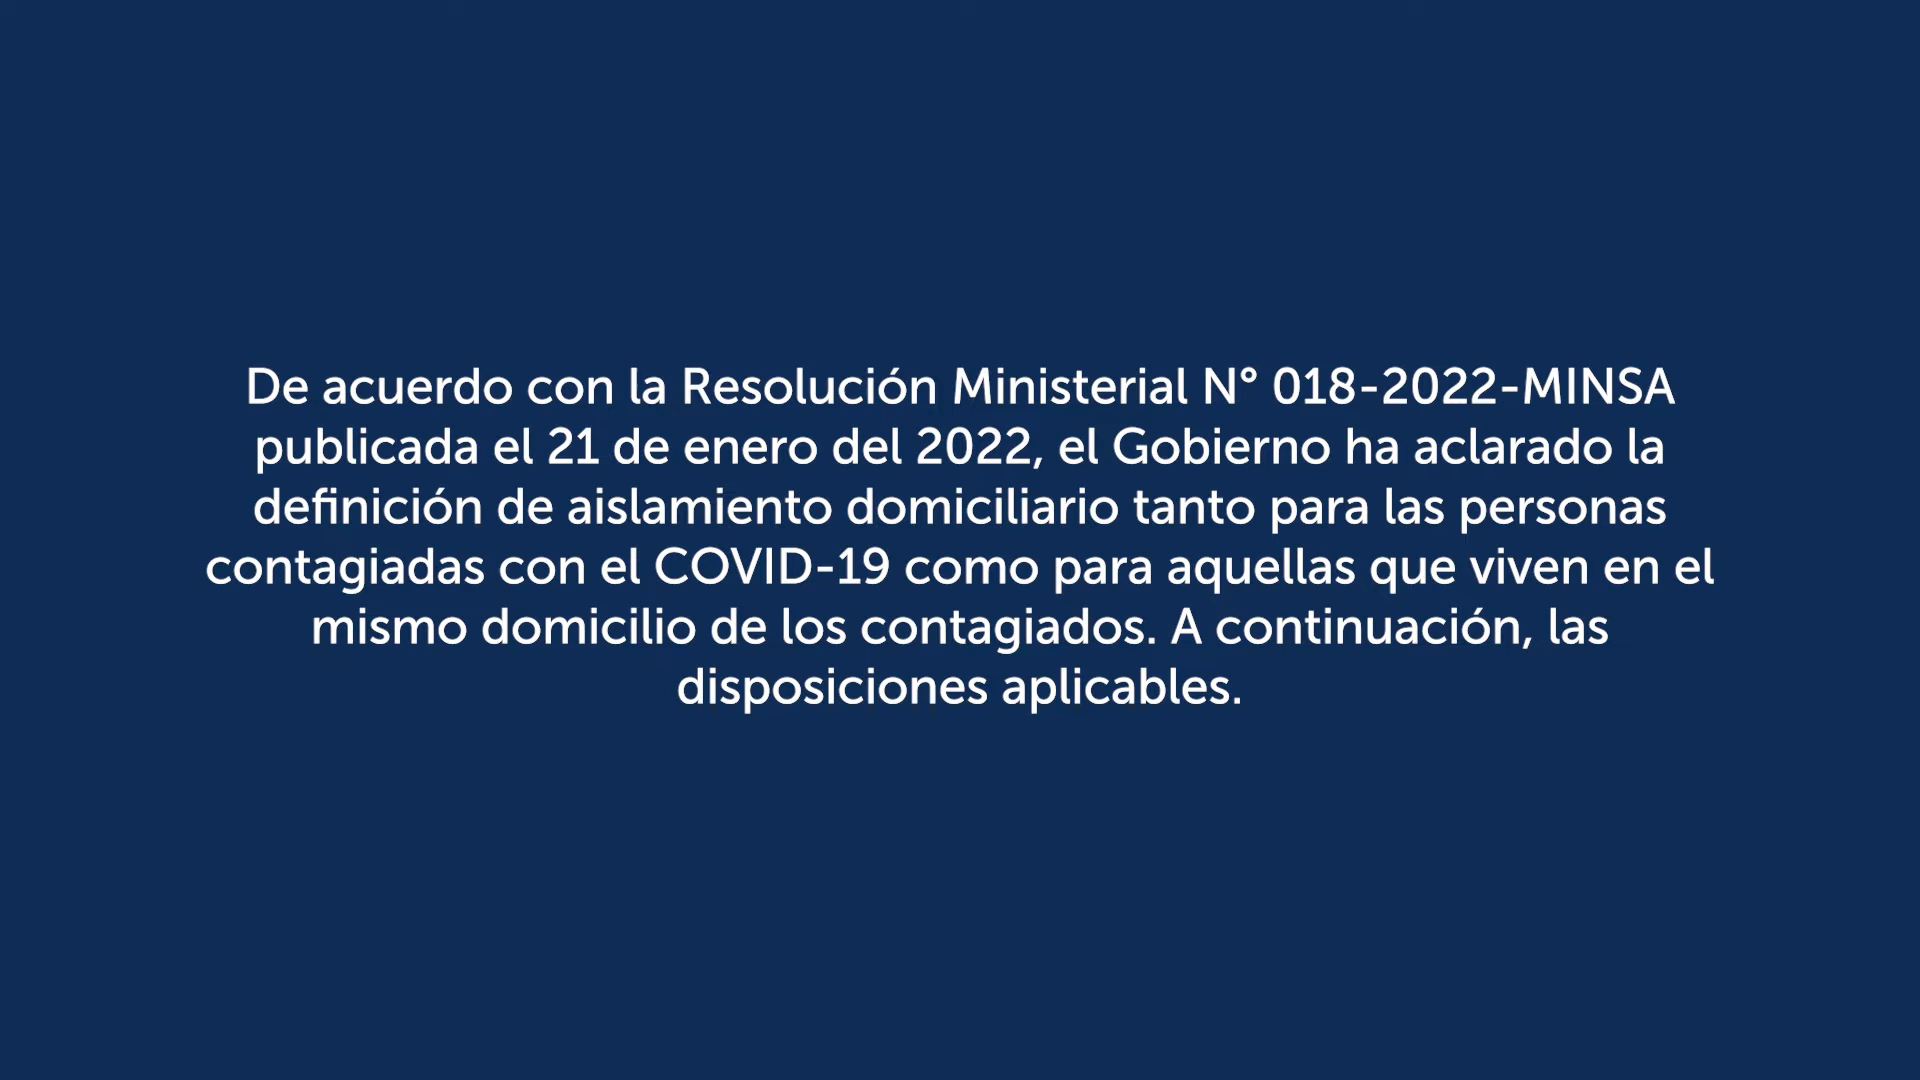 De acuerdo con la Resolución Ministerial N° 018-2022-MINSA
publicada el 21 de enero del 2022, el Gobierno ha aclarado la
definición de aislamiento domiciliario tanto para las personas
contagiadas con el COVID-19 como para aquellas que viven en el
mismo domicilio de los contagiados. A continuación, las
disposiciones aplicables.